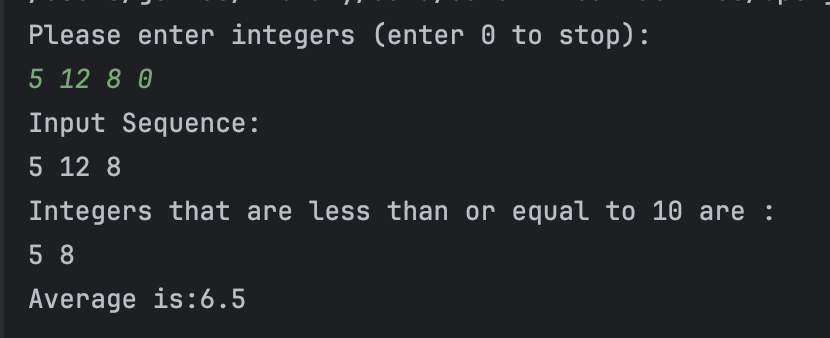 Please enter integers (enter 0 to stop):
5 12 8 0
Input Sequence:
5 12 8
Integers that are less than or equal to 10 are :
5 8
Average is:6.5